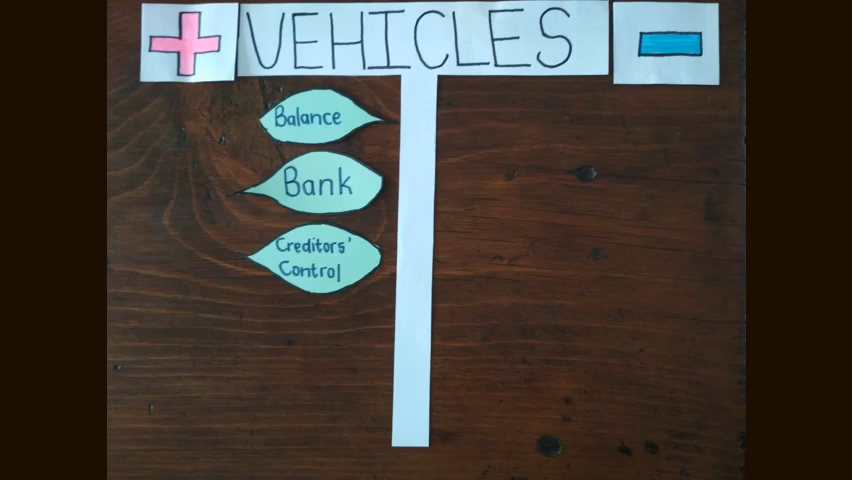 + VEHICLES -
Balance
Bank
Creditors'
Control